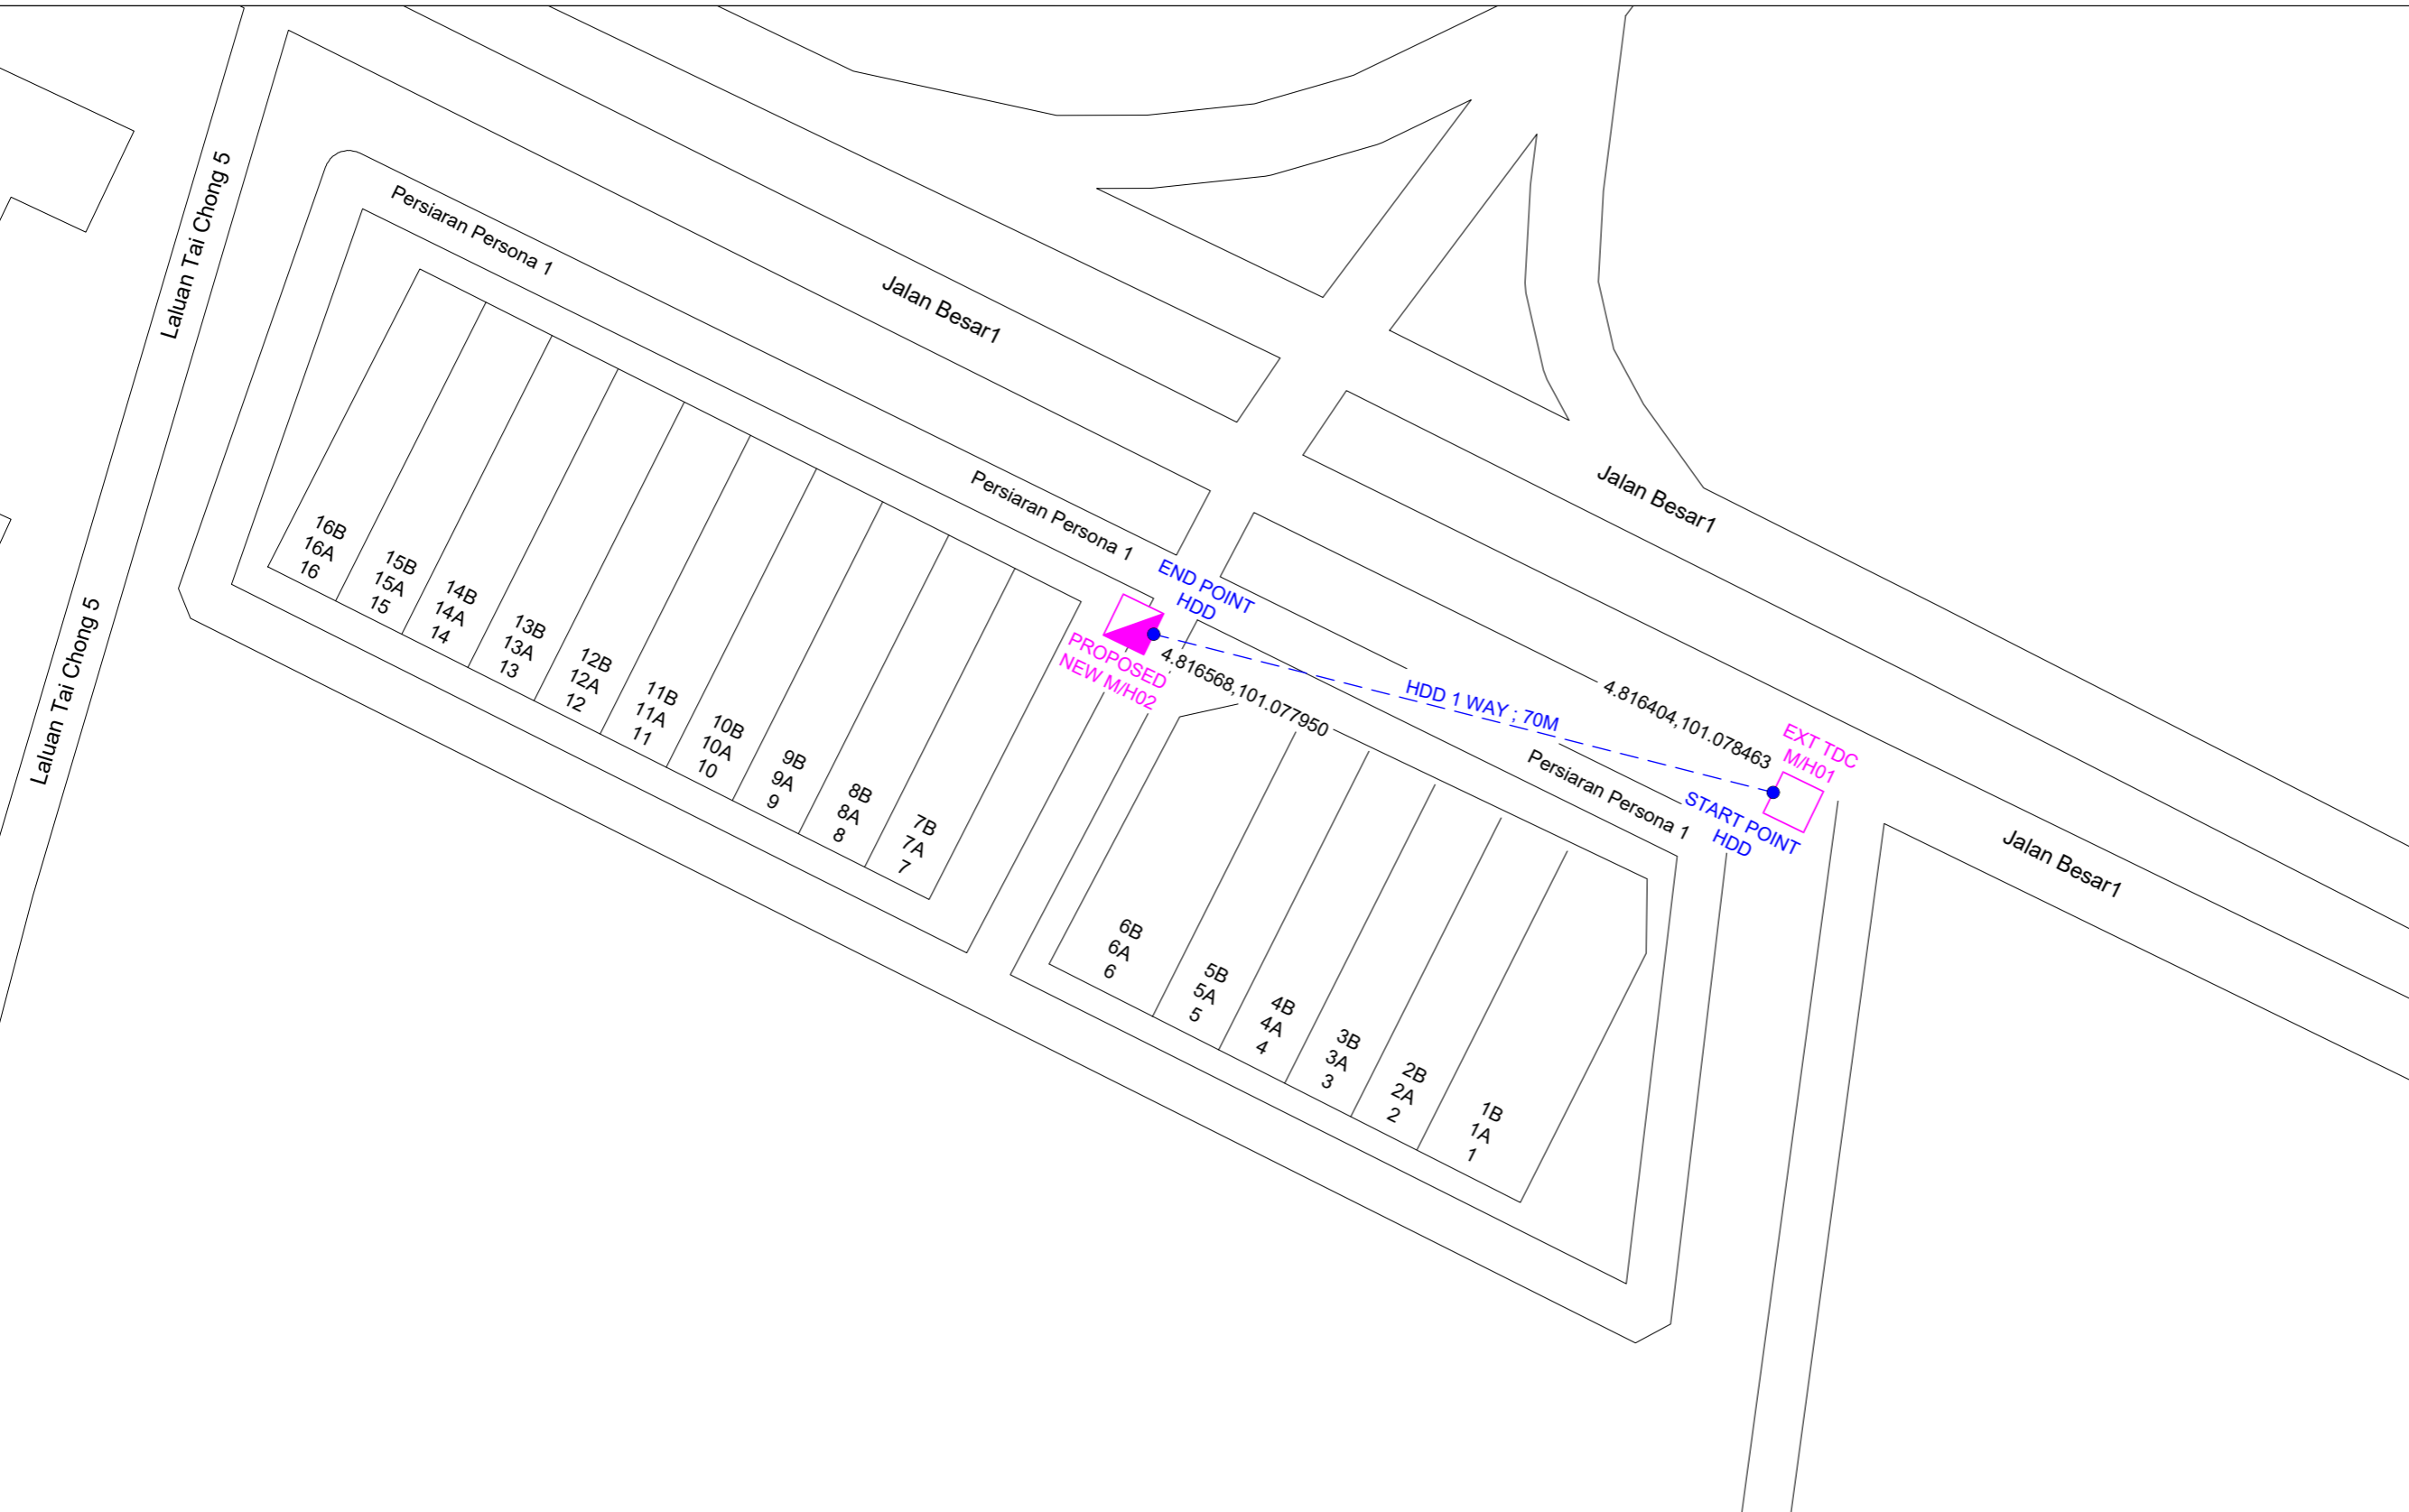 Laluan Tai Chong 5
Persiaran Persona 1
Jalan Besar1
Persiaran Persona 1
Jalan Besar1
END POINT
HDD
PROPOSED
NEW M/H02
4.816568,101.077950
HDD 1 WAY ; 70M
4.816404,101.078463
EXT TDC
M/H01
Persiaran Persona 1
START POINT
HDD
Jalan Besar1
Laluan Tai Chong 5
16B
16A
16
15B
15A
15
14B
14A
14
13B
13A
13
12B
12A
12
11B
11A
11
10B
10A
10
9B
9A
9
8B
8A
8
7B
7A
7
6B
6A
6
5B
5A
5
4B
4A
4
3B
3A
3
2B
2A
2
1B
1A
1